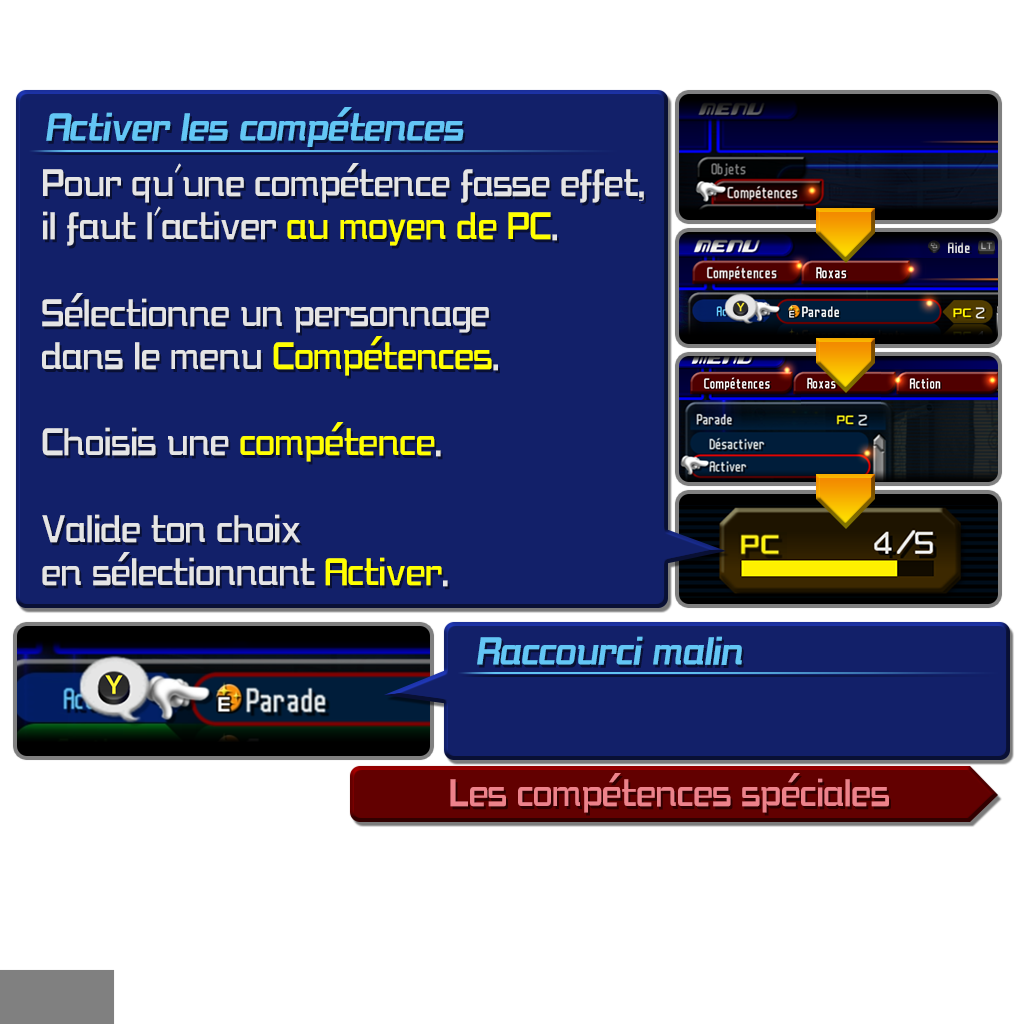 Activer les compétences
Pour qu'une compétence fasse effet,
il faut l'activer au moyen de PC.
Sélectionne un personnage
dans le menu Compétences.
Choisis une compétence.
Valide ton choix
en sélectionnant Activer.
MENU
Objets
Compétences
MENU
Aide LT
Compétences Roxas
Y É Parade PC 2
MENU
Compétences Roxas Action
Parade PC 2
Désactiver
Activer
PC 4/5
Y É Parade
Raccourci malin
Les compétences spéciales